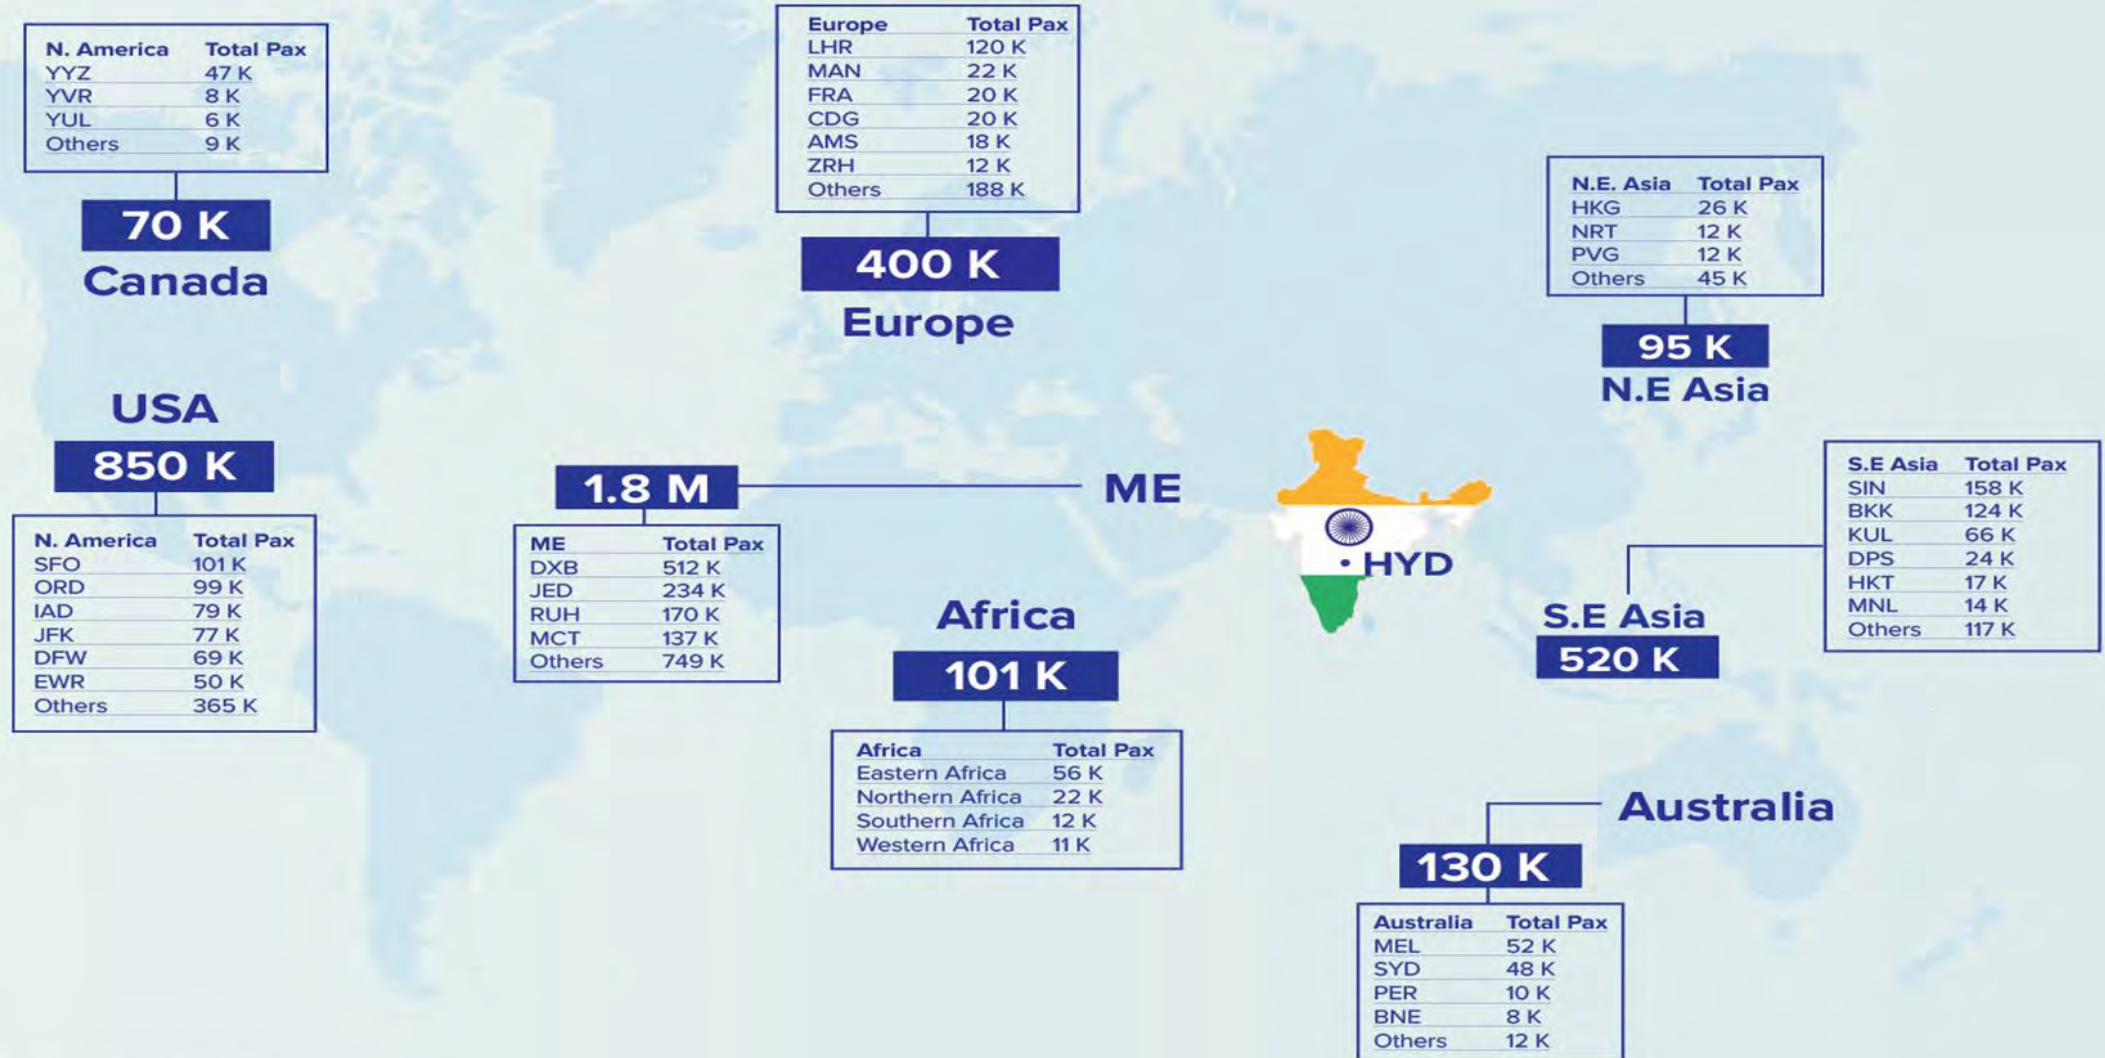 N. America Total Pax
YYZ 47 K
YVR 8 K
YUL 6 K
Others 9 K
70 K
Canada
Europe Total Pax
LHR 120 K
MAN 22 K
FRA 20 K
CDG 20 K
AMS 18 K
ZRH 12 K
Others 188 K
400 K
Europe
N.E. Asia Total Pax
HKG 26 K
NRT 12 K
PVG 12 K
Others 45 K
95 K
N.E Asia
USA
850 K
N. America Total Pax
SFO 101 K
ORD 99 K
IAD 79 K
JFK 77 K
DFW 69 K
EWR 50 K
Others 365 K
1.8 M
ME
ME Total Pax
DXB 512 K
JED 234 K
RUH 170 K
MCT 137 K
Others 749 K
HYD
S.E Asia Total Pax
SIN 158 K
BKK 124 K
KUL 66 K
DPS 24 K
HKT 17 K
MNL 14 K
Others 117 K
S.E Asia
520 K
Africa
101 K
Africa Total Pax
Eastern Africa 56 K
Northern Africa 22 K
Southern Africa 12 K
Western Africa 11 K
Australia
130 K
Australia Total Pax
MEL 52 K
SYD 48 K
PER 10 K
BNE 8 K
Others 12 K